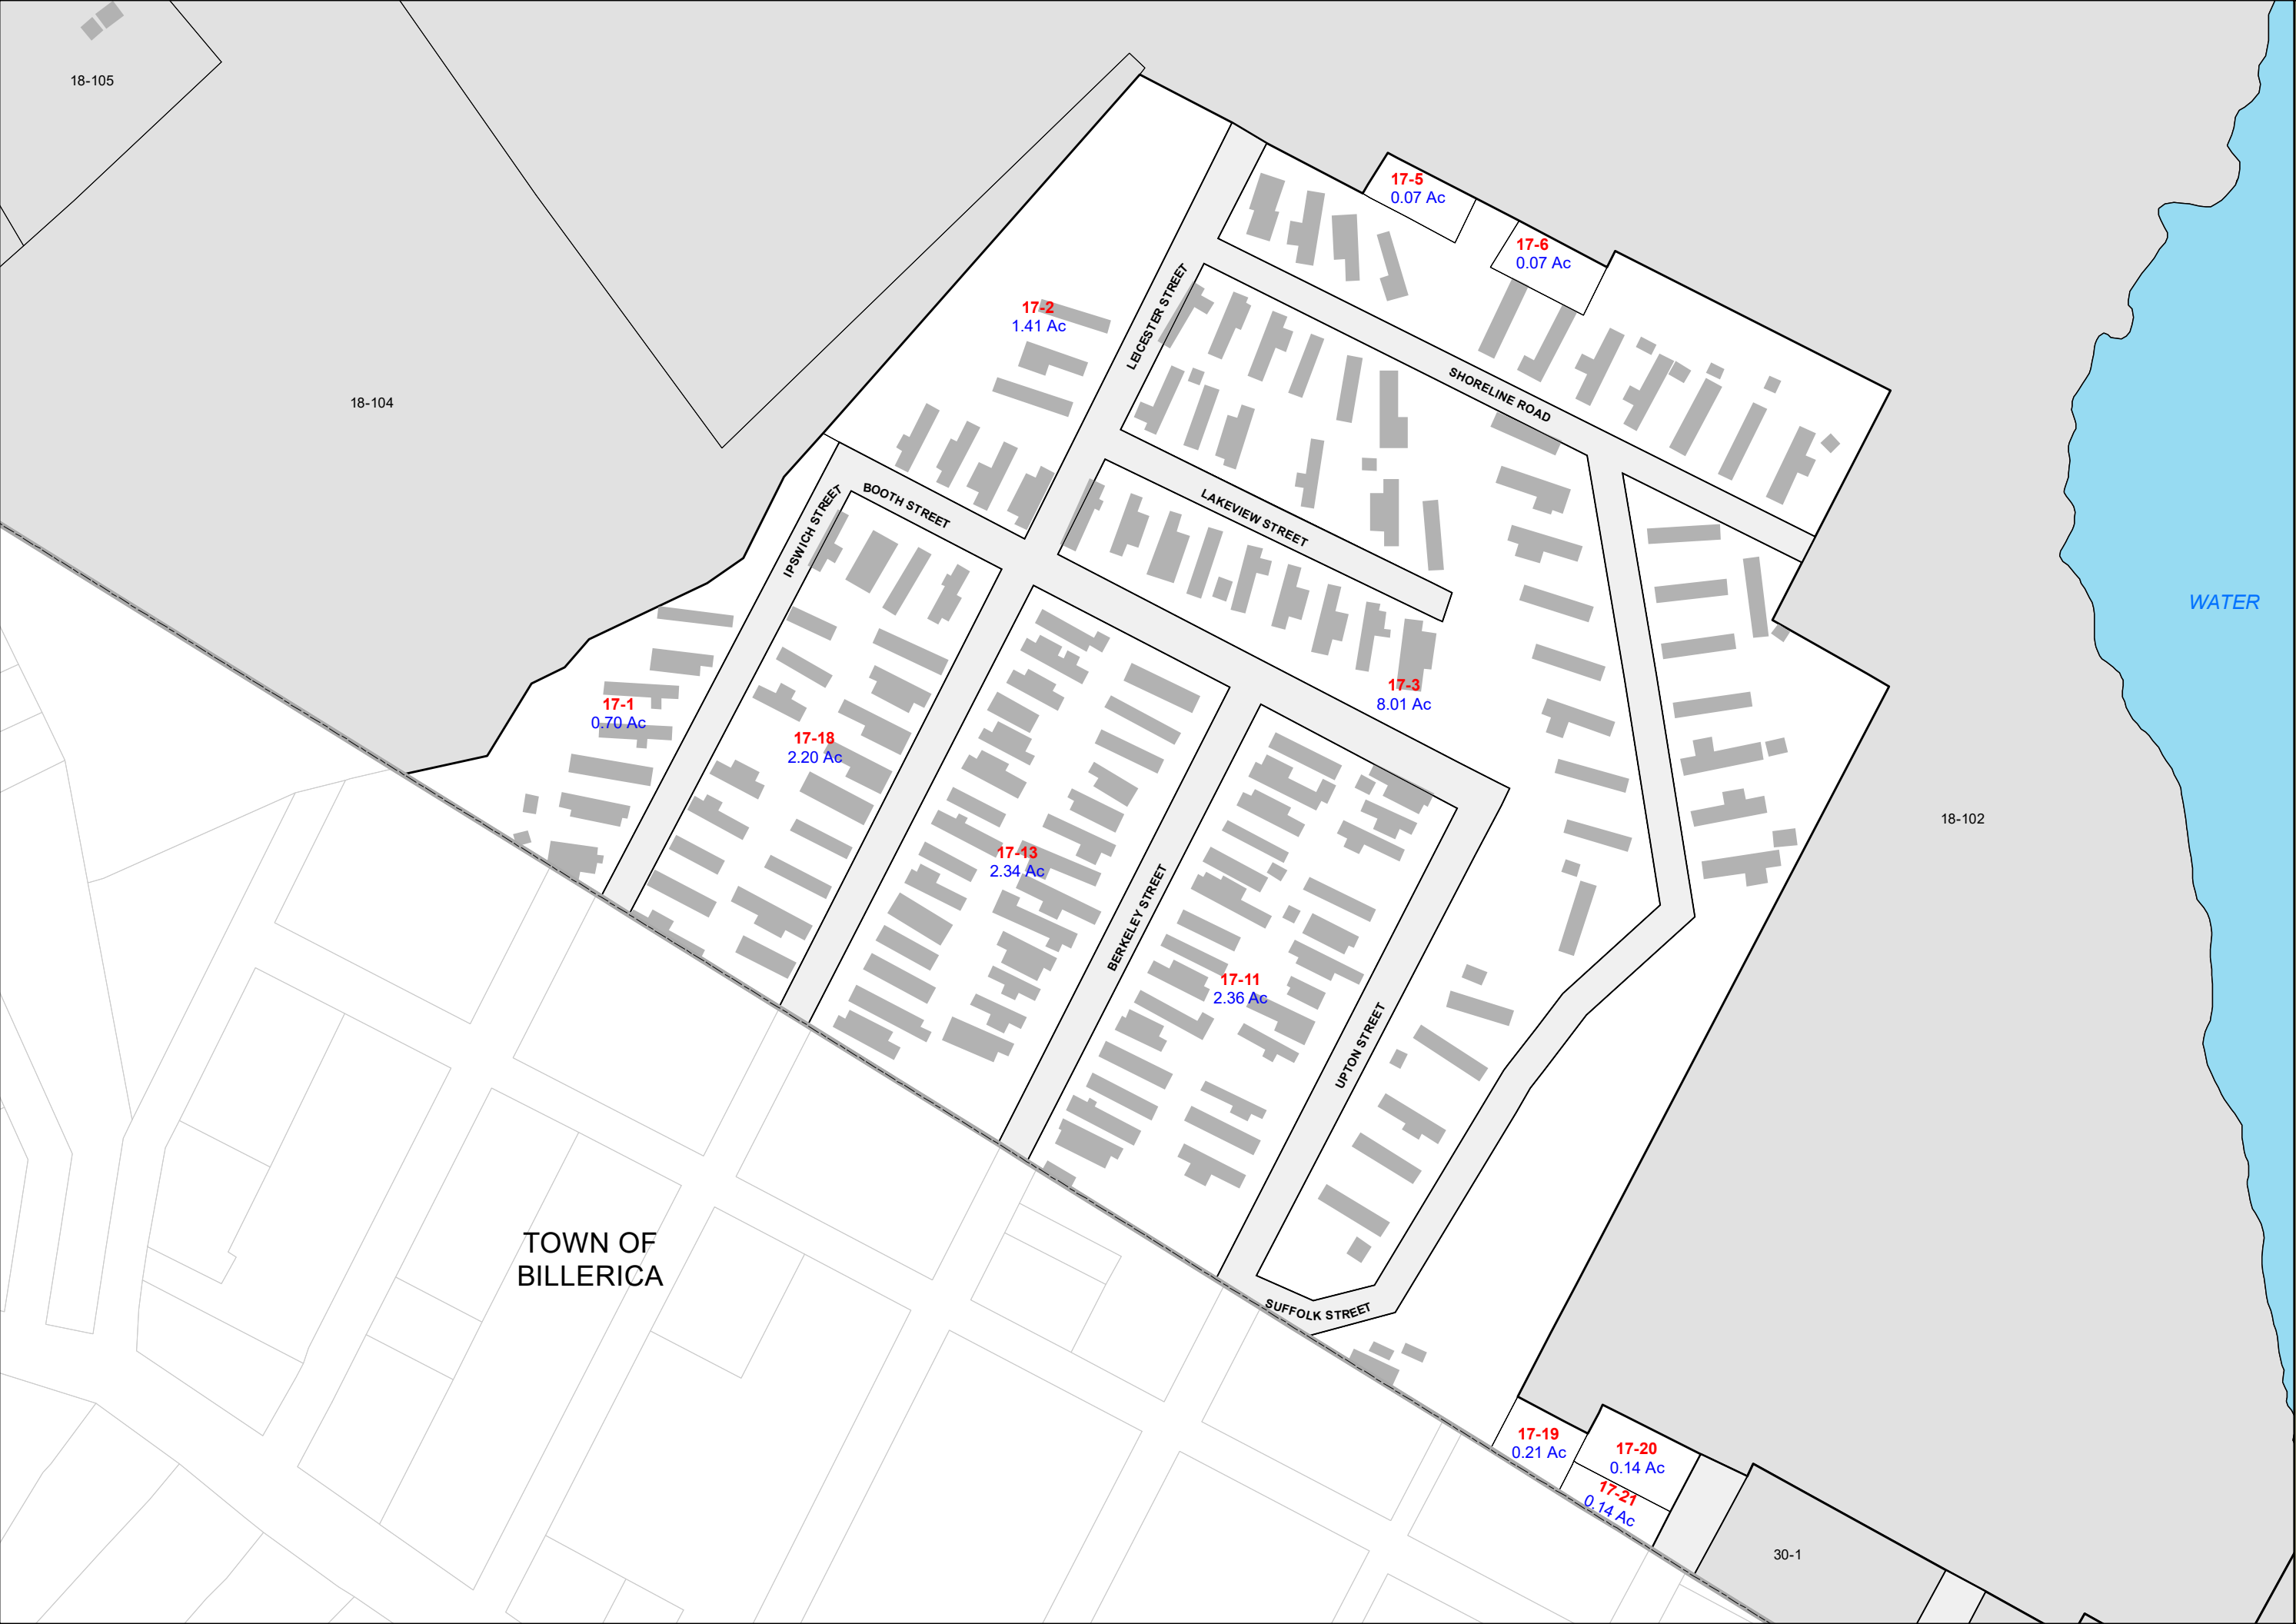 18-105
17-5
0.07 Ac
17-6
0.07 Ac
LEICESTER STREET
17-2
1.41 Ac
SHORELINE ROAD
18-104
BOOTH STREET
LAKEVIEW STREET
IPSWICH STREET
WATER
17-3
8.01 Ac
17-1
0.70 Ac
17-18
2.20 Ac
18-102
17-13
2.34 Ac
BERKELEY STREET
17-11
2.36 Ac
UPTON STREET
TOWN OF
BILLERICA
SUFFOLK STREET
17-19
0.21 Ac
17-20
0.14 Ac
17-21
0.14 Ac
30-1